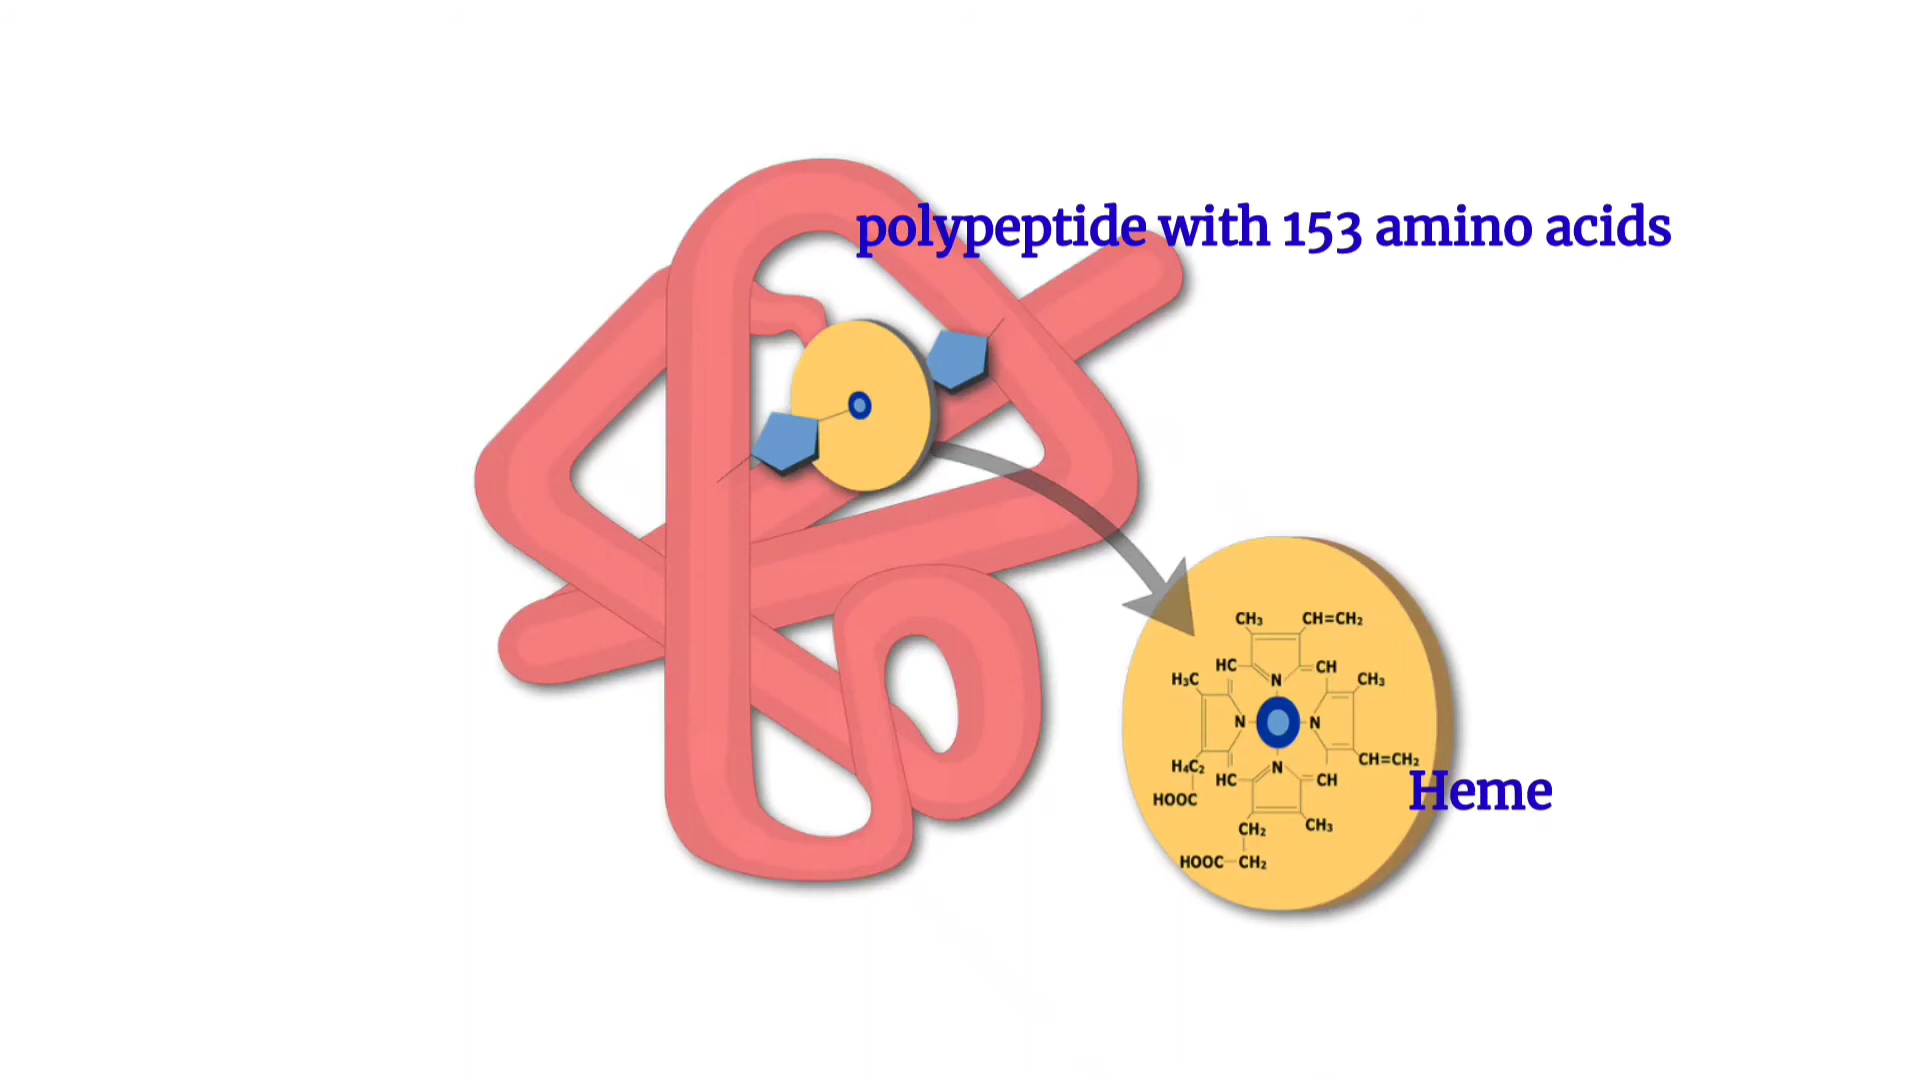 polypeptide with 153 amino acids
CH₃ CH=CH₂
HC N CH
H₃C CH₃
N N
H₄C₂ N CH=CH₂
HC CH
HOOC Heme
CH₂ CH₃
HOOC CH₂